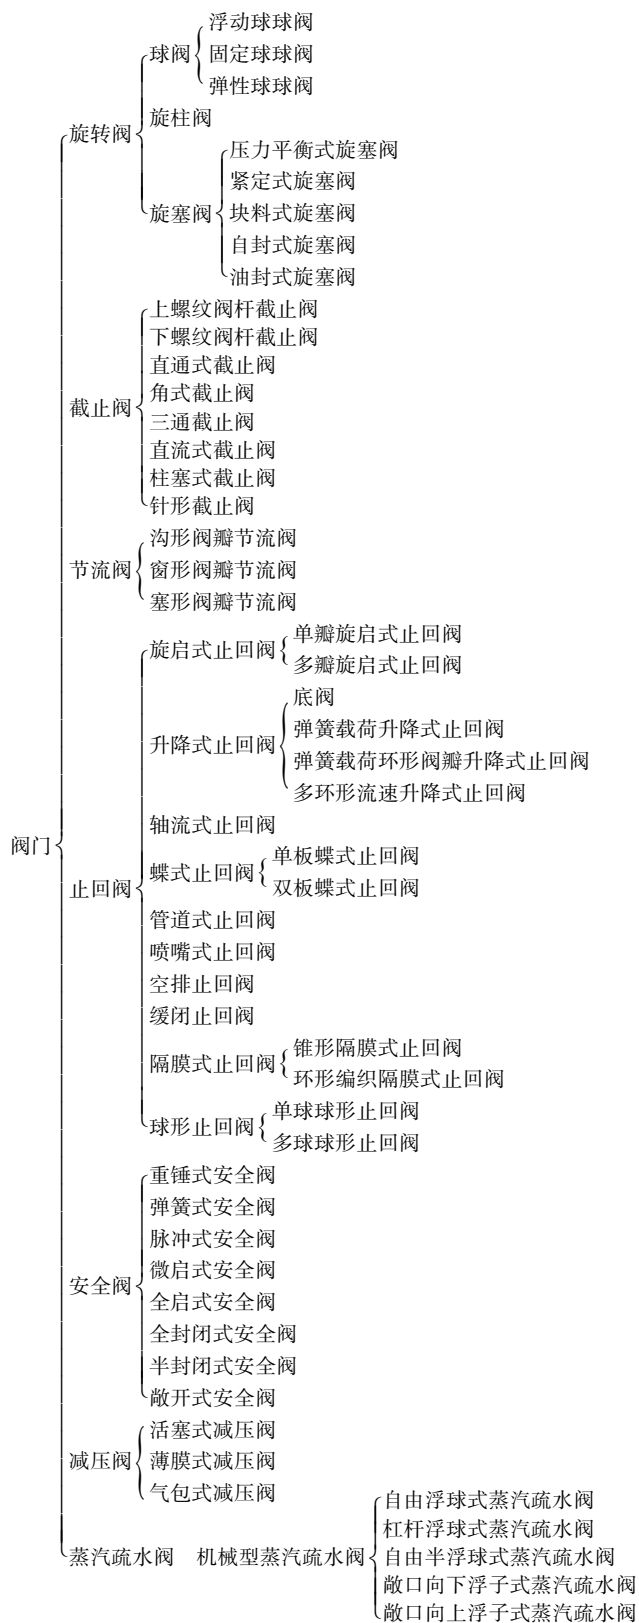 浮动球球阀
球阀
固定球球阀
弹性球球阀
旋转阀
旋柱阀
压力平衡式旋塞阀
紧定式旋塞阀
旋塞阀
块料式旋塞阀
自封式旋塞阀
油封式旋塞阀
上螺纹阀杆截止阀
下螺纹阀杆截止阀
直通式截止阀
截止阀
角式截止阀
三通截止阀
直流式截止阀
柱塞式截止阀
针形截止阀
沟形阀瓣节流阀
节流阀
窗形阀瓣节流阀
塞形阀瓣节流阀
旋启式止回阀
单瓣旋启式止回阀
多瓣旋启式止回阀
底阀
升降式止回阀
弹簧载荷升降式止回阀
弹簧载荷环形阀瓣升降式止回阀
多环形流速升降式止回阀
轴流式止回阀
阀门
止回阀
蝶式止回阀
单板蝶式止回阀
双板蝶式止回阀
管道式止回阀
喷嘴式止回阀
空排止回阀
缓闭止回阀
隔膜式止回阀
锥形隔膜式止回阀
环形编织隔膜式止回阀
球形止回阀
单球球形止回阀
多球球形止回阀
重锤式安全阀
弹簧式安全阀
脉冲式安全阀
安全阀
微启式安全阀
全启式安全阀
全封闭式安全阀
半封闭式安全阀
敞开式安全阀
活塞式减压阀
减压阀
薄膜式减压阀
气包式减压阀
自由浮球式蒸汽疏水阀
杠杆浮球式蒸汽疏水阀
蒸汽疏水阀 机械型蒸汽疏水阀
自由半浮球式蒸汽疏水阀
敞口向下浮子式蒸汽疏水阀
敞口向上浮子式蒸汽疏水阀